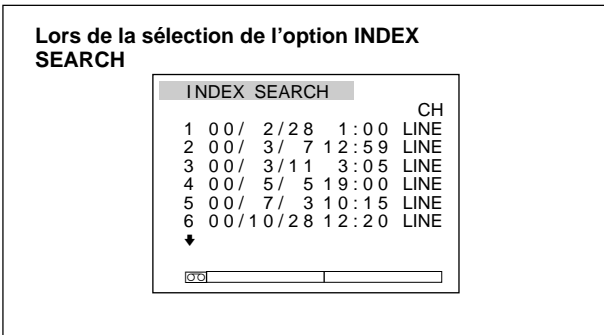 Lors de la sélection de l'option INDEX
SEARCH
INDEX SEARCH
CH
1 00/ 2/28 1:00 LINE
2 00/ 3/ 7 12:59 LINE
3 00/ 3/11 3:05 LINE
4 00/ 5/ 5 19:00 LINE
5 00/ 7/ 3 10:15 LINE
6 00/10/28 12:20 LINE